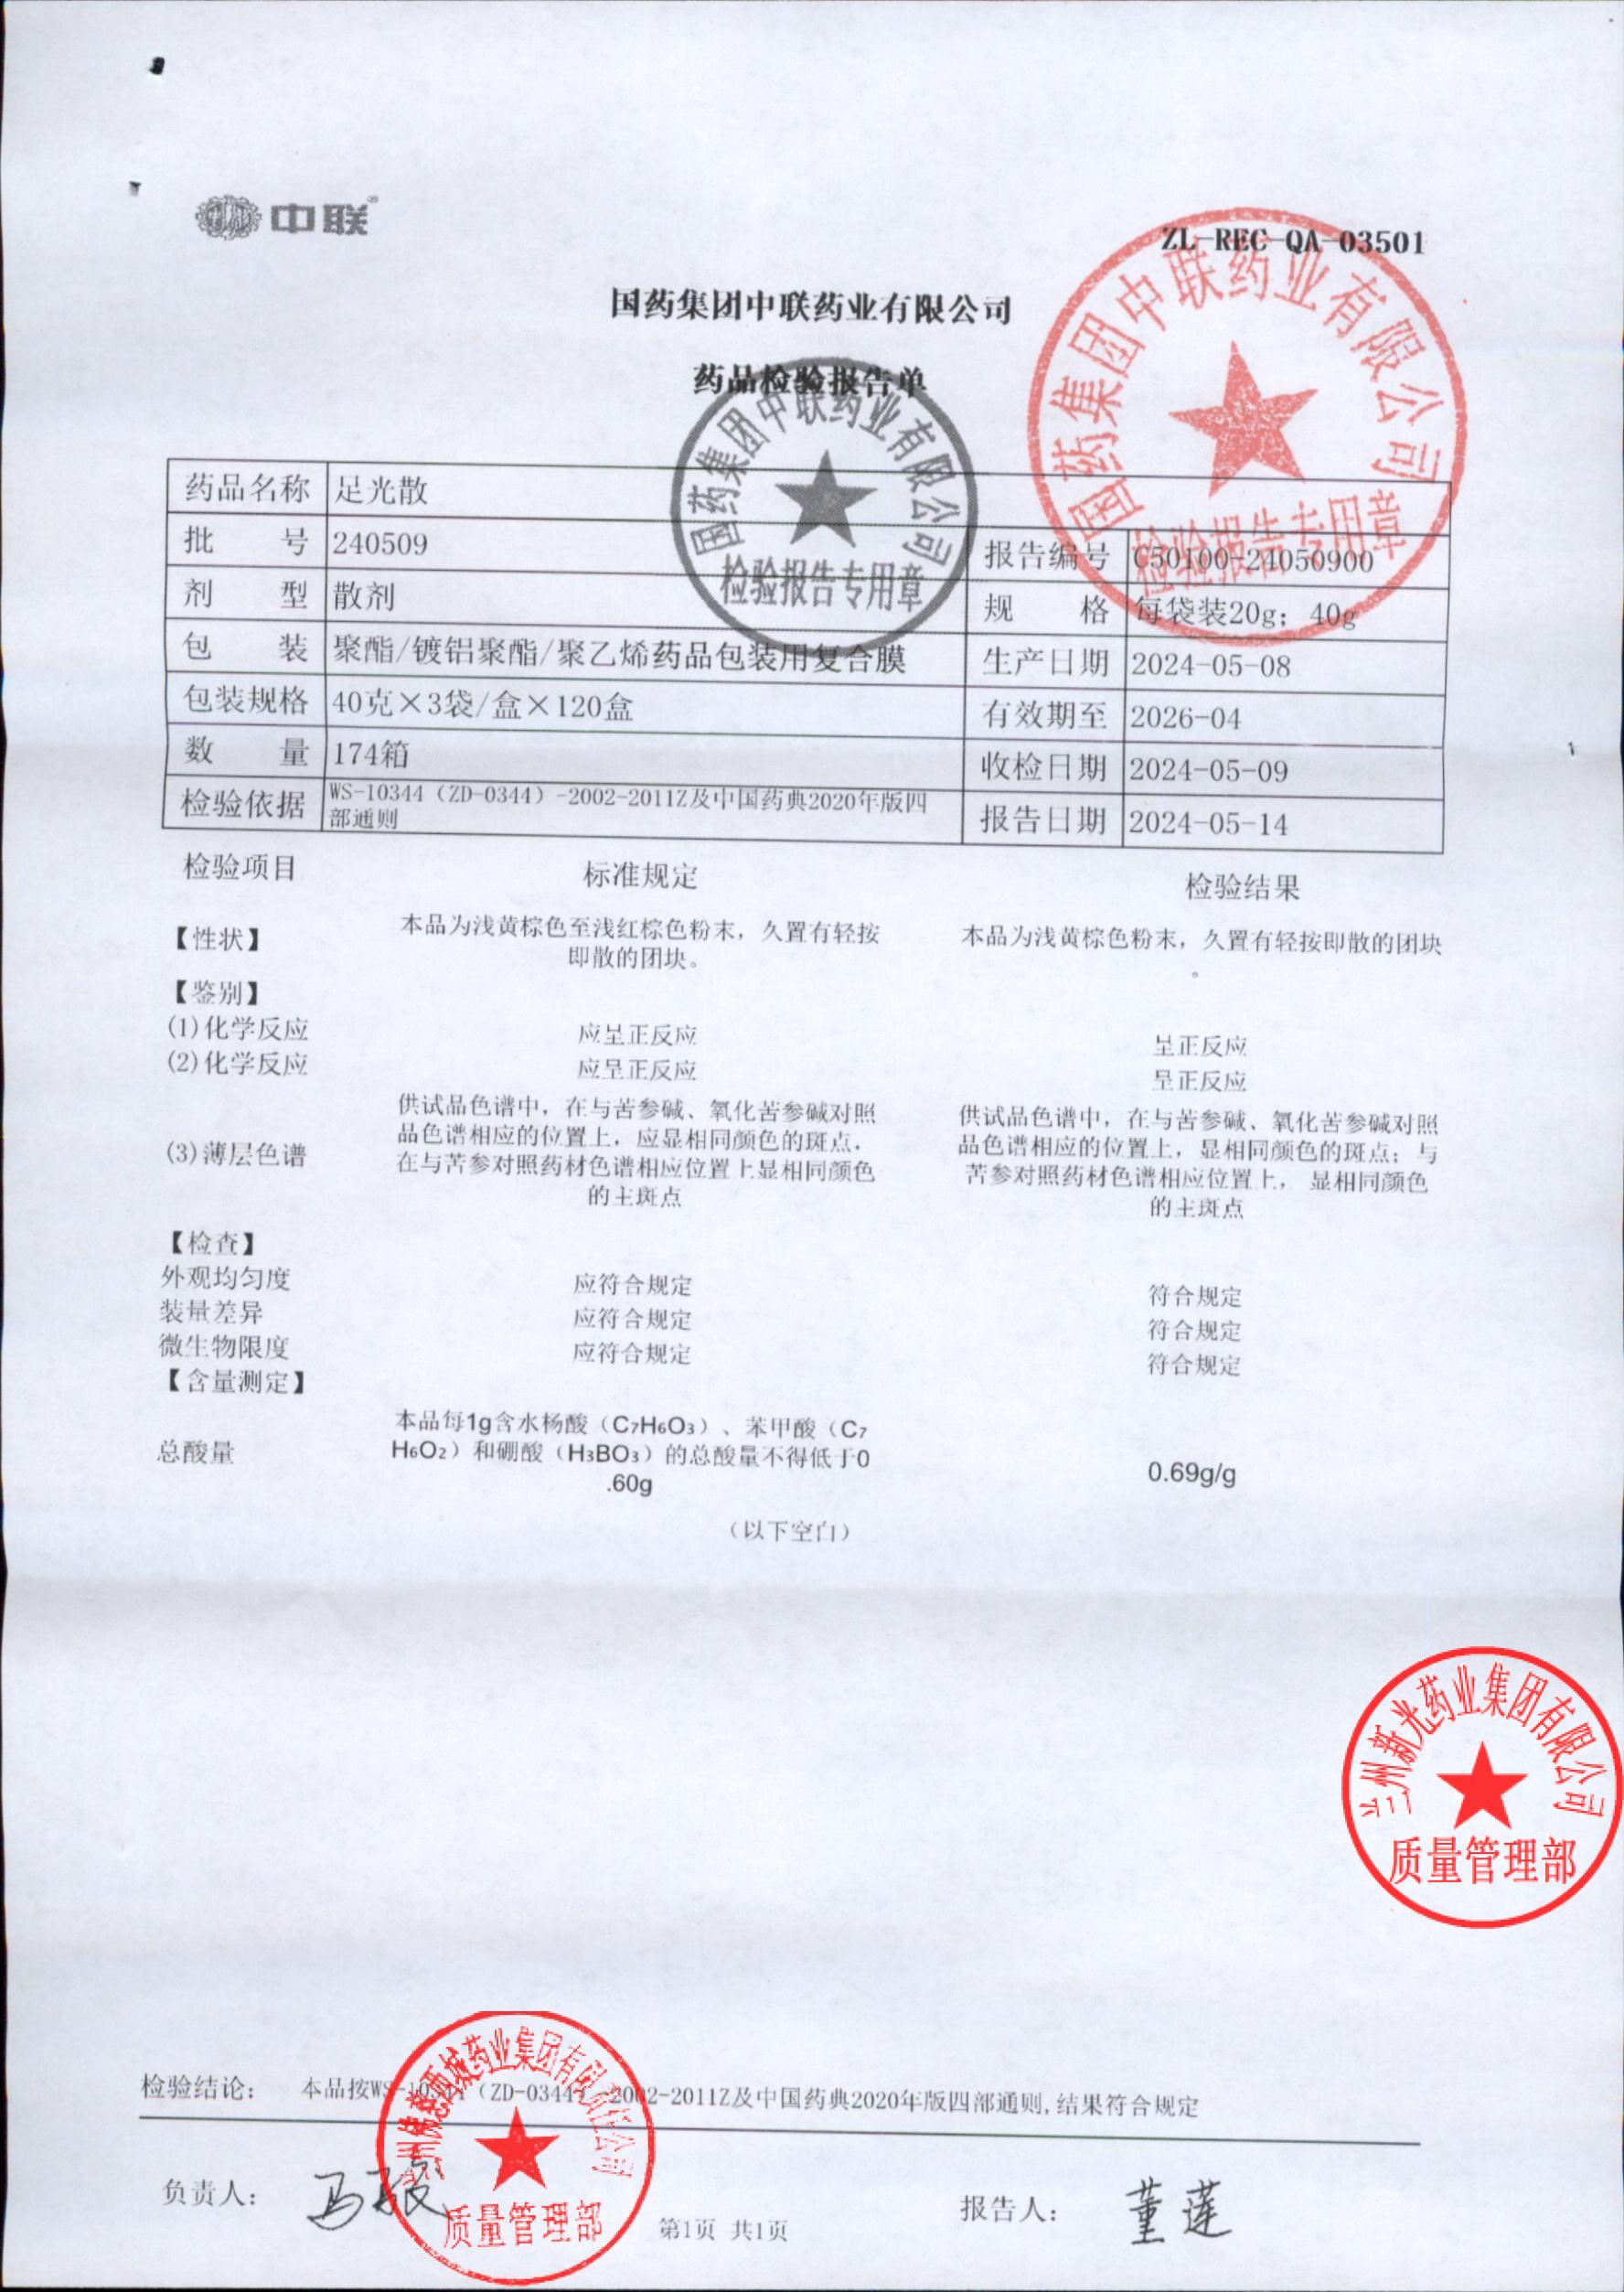 中联
ZL-REC-QA-03501
国药集团中联药业有限公司
药品检验报告单
国药集团中联药业有限公司
检验报告专用章
国药集团中联药业有限公司
检验报告专用章
药品名称 足光散
批 号 240509 报告编号 C50100-24050900
剂 型 散剂 规 格 每袋装20g; 40g
包 装 聚酯/镀铝聚酯/聚乙烯药品包装用复合膜 生产日期 2024-05-08
包装规格 40克×3袋/盒×120盒 有效期至 2026-04
数 量 174箱 收检日期 2024-05-09
检验依据 WS-10344（ZD-0344）-2002-2011Z及中国药典2020年版四
部通则
报告日期 2024-05-14
检验项目 标准规定 检验结果
【性状】
本品为浅黄棕色至浅红棕色粉末，久置有轻按
即散的团块。
本品为浅黄棕色粉末，久置有轻按即散的团块
。
【鉴别】
(1)化学反应 应呈正反应 呈正反应
(2)化学反应 应呈正反应 呈正反应
(3)薄层色谱
供试品色谱中，在与苦参碱、氧化苦参碱对照
品色谱相应的位置上，应显相同颜色的斑点，
在与苦参对照药材色谱相应位置上显相同颜色
的主斑点
供试品色谱中，在与苦参碱、氧化苦参碱对照
品色谱相应的位置上，显相同颜色的斑点；与
苦参对照药材色谱相应位置上， 显相同颜色
的主斑点
【检查】
外观均匀度 应符合规定 符合规定
装量差异 应符合规定 符合规定
微生物限度 应符合规定 符合规定
【含量测定】
总酸量
本品每1g含水杨酸（C₇H₆O₃）、苯甲酸（C₇
H₆O₂）和硼酸（H₃BO₃）的总酸量不得低于0
.60g
0.69g/g
（以下空白）
兰州新光药业集团有限公司
质量管理部
检验结论： 本品按WS-10344（ZD-0344）-2002-2011Z及中国药典2020年版四部通则,结果符合规定
药业集团有限责任公司
质量管理部
负责人： 报告人： 董莲
第1页 共1页